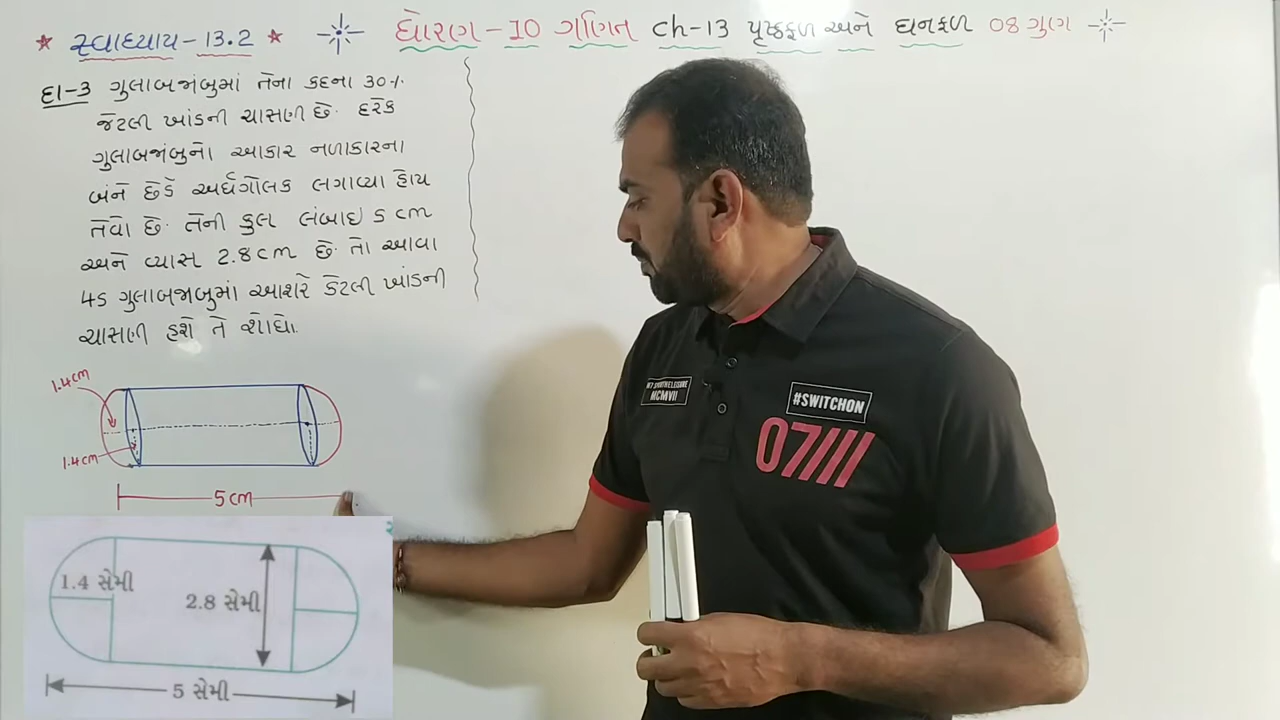 ★ સ્વાધ્યાય - 13.2 ★ ધોરણ - 10 ગણિત ch-13 પૃષ્ઠફળ અને ઘનફળ 08 ગુણ
દા-3 ગુલાબજાંબુમાં તેના કદના 30%
જેટલી ખાંડની ચાસણી છે. દરેક
ગુલાબજાંબુનો આકાર નળાકારના
બંને છેડે અર્ધગોલક લગાવ્યા હોય
તેવો છે. તેની કુલ લંબાઇ 5 cm
અને વ્યાસ 2.8 cm છે. તો આવા
45 ગુલાબજાંબુમાં આશરે કેટલી ખાંડની
ચાસણી હશે તે શોધો.
1.4cm
1.4cm
5cm
1.4 સેમી
2.8 સેમી
5 સેમી
MCMVII
#SWITCHON
07///